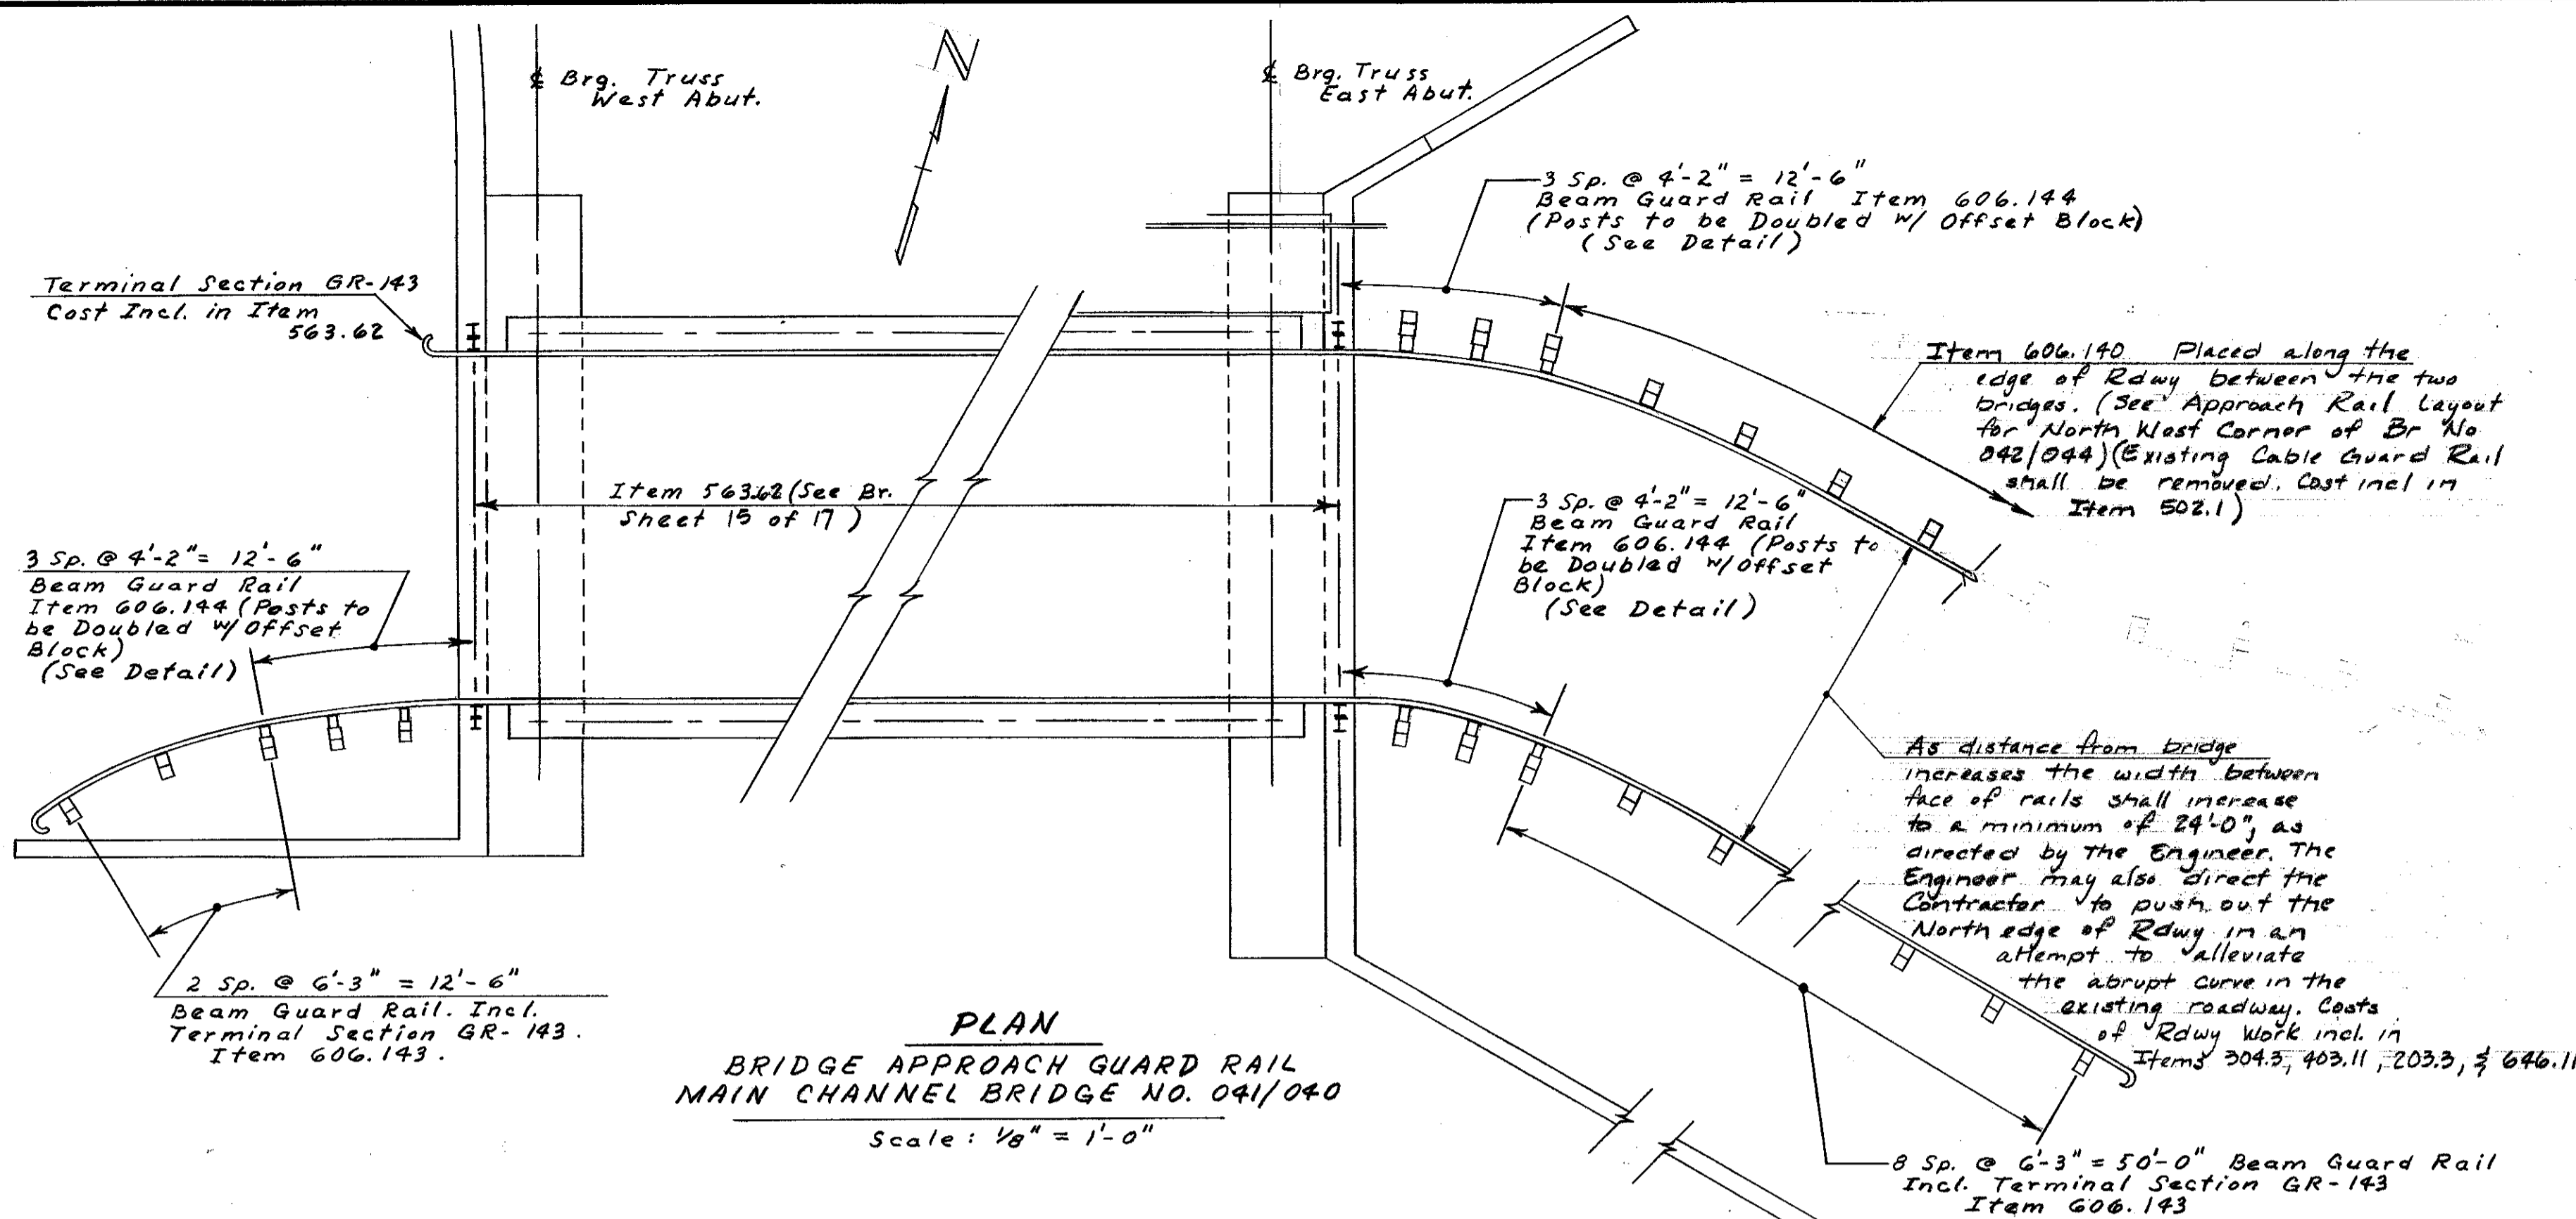 ℄ Brg. Truss
West Abut.
N
℄ Brg. Truss
East Abut.
3 Sp. @ 4'-2" = 12'-6"
Beam Guard Rail Item 606.144
(Posts to be Doubled w/ Offset Block)
(See Detail)
Terminal Section GR-143
Cost Incl. in Item
563.62
Item 606.140 Placed along the
edge of Rdwy between the two
bridges. (See Approach Rail Layout
for North West Corner of Br No
042/044)(Existing Cable Guard Rail
shall be removed. Cost incl in
Item 502.1)
Item 563.62 (See Br.
Sheet 15 of 17)
3 Sp. @ 4'-2" = 12'-6"
Beam Guard Rail
Item 606.144 (Posts to
be Doubled w/ Offset
Block)
(See Detail)
3 Sp. @ 4'-2" = 12'-6"
Beam Guard Rail
Item 606.144 (Posts to
be Doubled w/ Offset
Block)
(See Detail)
As distance from bridge
increases the width between
face of rails shall increase
to a minimum of 24'-0", as
directed by the Engineer. The
Engineer may also direct the
Contractor to push out the
North edge of Rdwy in an
attempt to alleviate
the abrupt curve in the
existing roadway. Costs
of Rdwy Work incl. in
Items 304.3, 403.11, 203.3, & 646.11
2 Sp. @ 6'-3" = 12'-6"
Beam Guard Rail. Incl.
Terminal Section GR-143.
Item 606.143.
PLAN
BRIDGE APPROACH GUARD RAIL
MAIN CHANNEL BRIDGE NO. 041/040
Scale: 1/8" = 1'-0"
8 Sp. @ 6'-3" = 50'-0" Beam Guard Rail
Incl. Terminal Section GR-143
Item 606.143